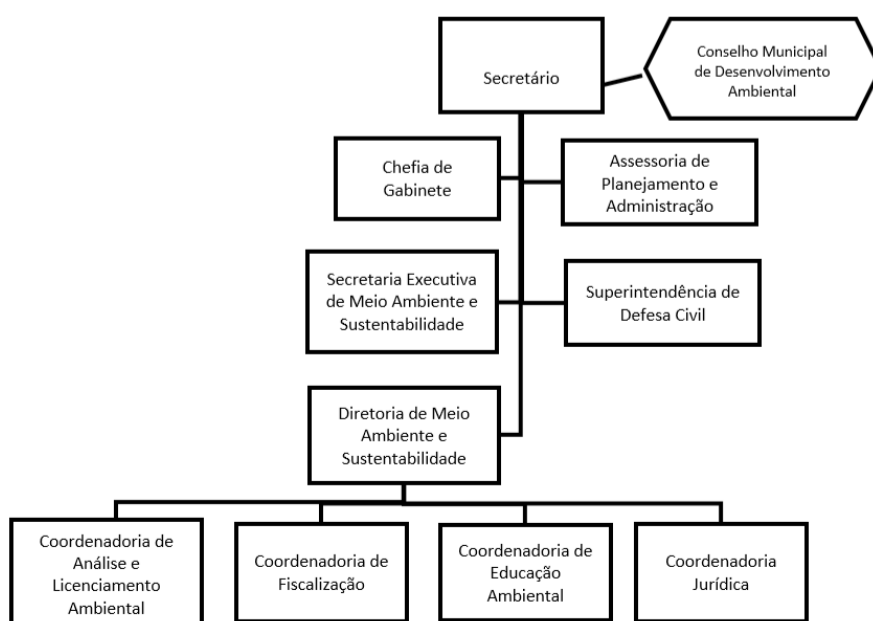 Secretário
Conselho Municipal
de Desenvolvimento
Ambiental
Chefia de
Gabinete
Assessoria de
Planejamento e
Administração
Secretaria Executiva
de Meio Ambiente e
Sustentabilidade
Superintendência de
Defesa Civil
Diretoria de Meio
Ambiente e
Sustentabilidade
Coordenadoria de
Análise e
Licenciamento
Ambiental
Coordenadoria de
Fiscalização
Coordenadoria de
Educação
Ambiental
Coordenadoria
Jurídica